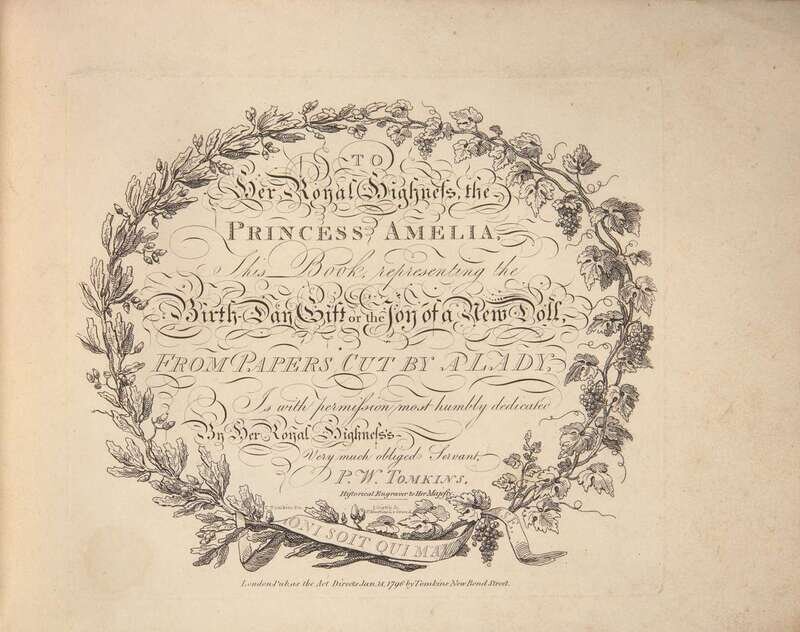 TO
Her Royal Highneſs, the
PRINCESS AMELIA,
This Book, representing the
Birth-Day Gift or the Joy of a New Doll,
FROM PAPERS CUT BY A LADY,
Is with permiſsion most humbly dedicated
By Her Royal Highneſs's
Very much obliged Servant,
P. W. TOMKINS,
Historical Engraver to Her Majesty.
ONI SOIT QUI MAL
London Pub. as the Act Directs Jan. 1796 by Tomkins New Bond Street.